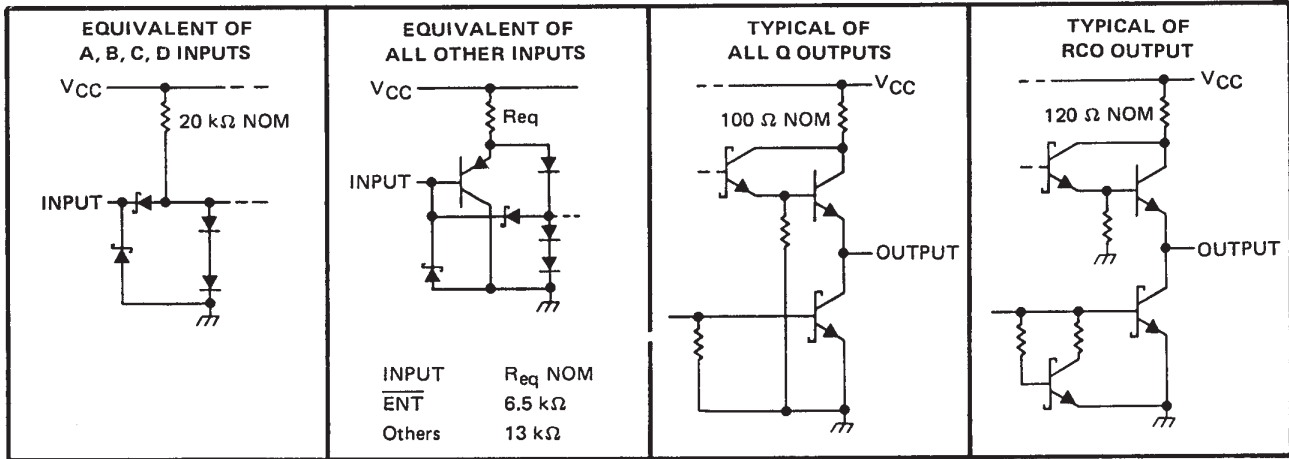 EQUIVALENT OF
A, B, C, D INPUTS
VCC
20 kΩ NOM
INPUT
EQUIVALENT OF
ALL OTHER INPUTS
VCC
Req
INPUT
INPUT Req NOM
E̅N̅T̅ 6.5 kΩ
Others 13 kΩ
TYPICAL OF
ALL Q OUTPUTS
VCC
100 Ω NOM
OUTPUT
TYPICAL OF
RCO OUTPUT
VCC
120 Ω NOM
OUTPUT